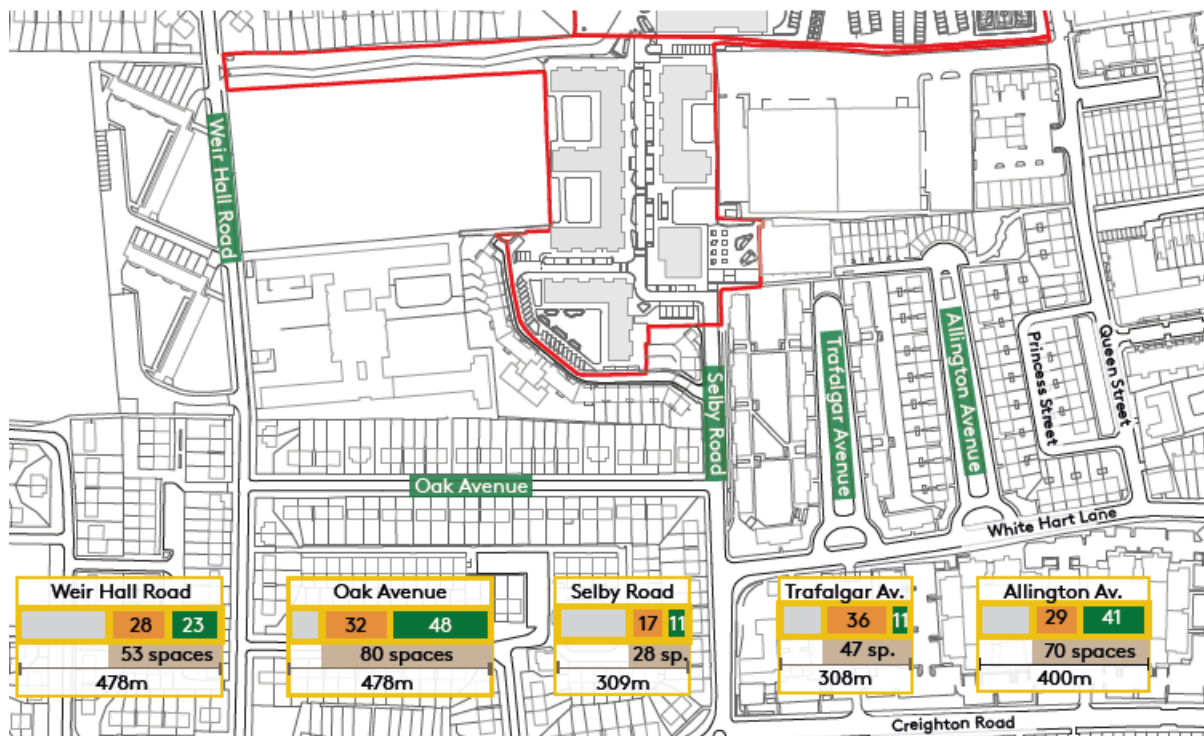 Weir Hall Road
Oak Avenue
Selby Road
Trafalgar Avenue
Allington Avenue
Princess Street
Queen Street
White Hart Lane
Creighton Road
Weir Hall Road
28 23
53 spaces
478m
Oak Avenue
32 48
80 spaces
478m
Selby Road
17 11
28 sp.
309m
Trafalgar Av.
36 11
47 sp.
308m
Allington Av.
29 41
70 spaces
400m